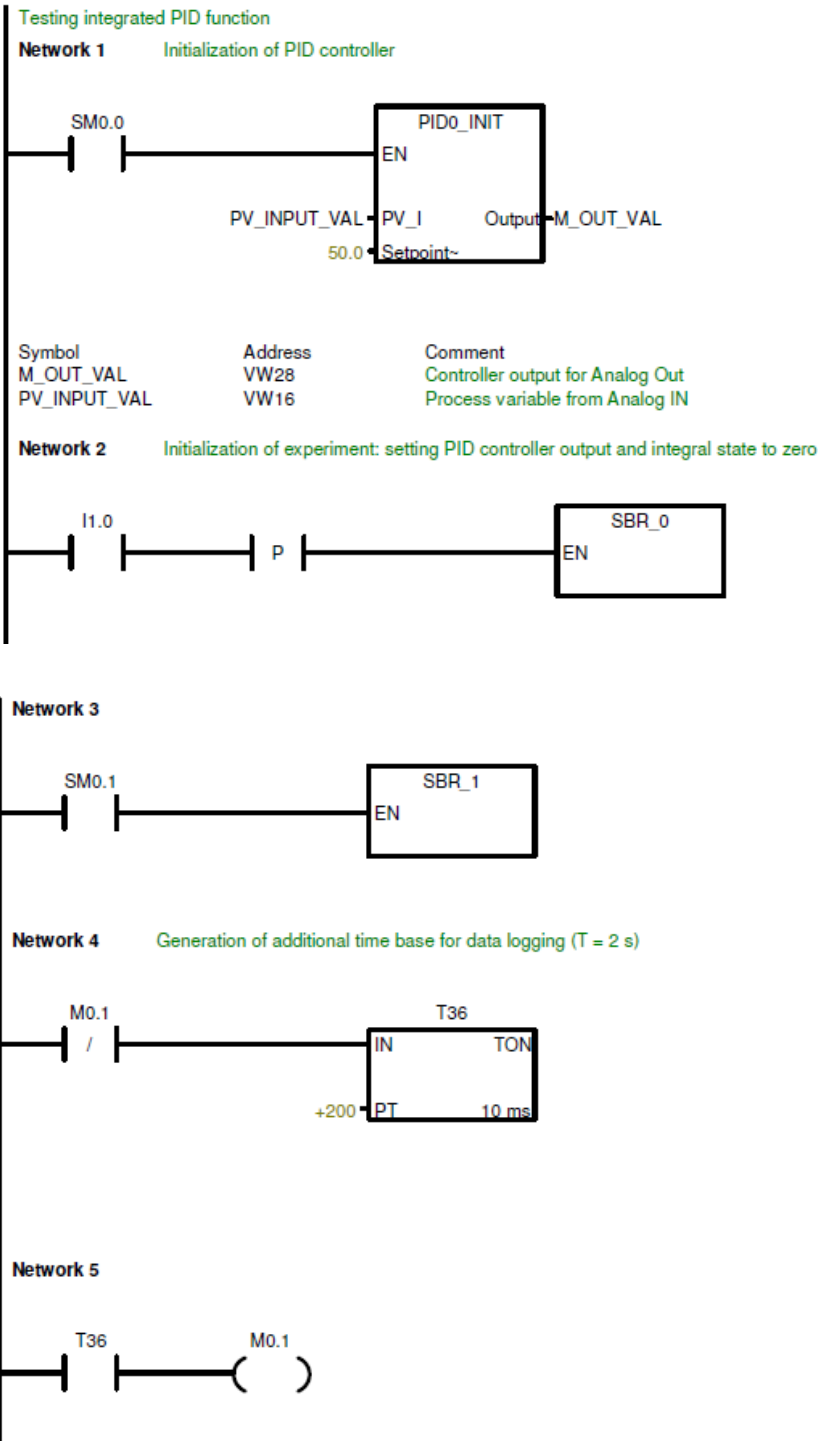 Testing integrated PID function
Network 1 Initialization of PID controller
SM0.0
PID0_INIT
EN
PV_INPUT_VAL PV_I Output M_OUT_VAL
50.0 Setpoint~
Symbol Address Comment
M_OUT_VAL VW28 Controller output for Analog Out
PV_INPUT_VAL VW16 Process variable from Analog IN
Network 2 Initialization of experiment: setting PID controller output and integral state to zero
I1.0 SBR_0
P EN
Network 3
SM0.1 SBR_1
EN
Network 4 Generation of additional time base for data logging (T = 2 s)
M0.1 T36
/ IN TON
+200 PT 10 ms
Network 5
T36 M0.1